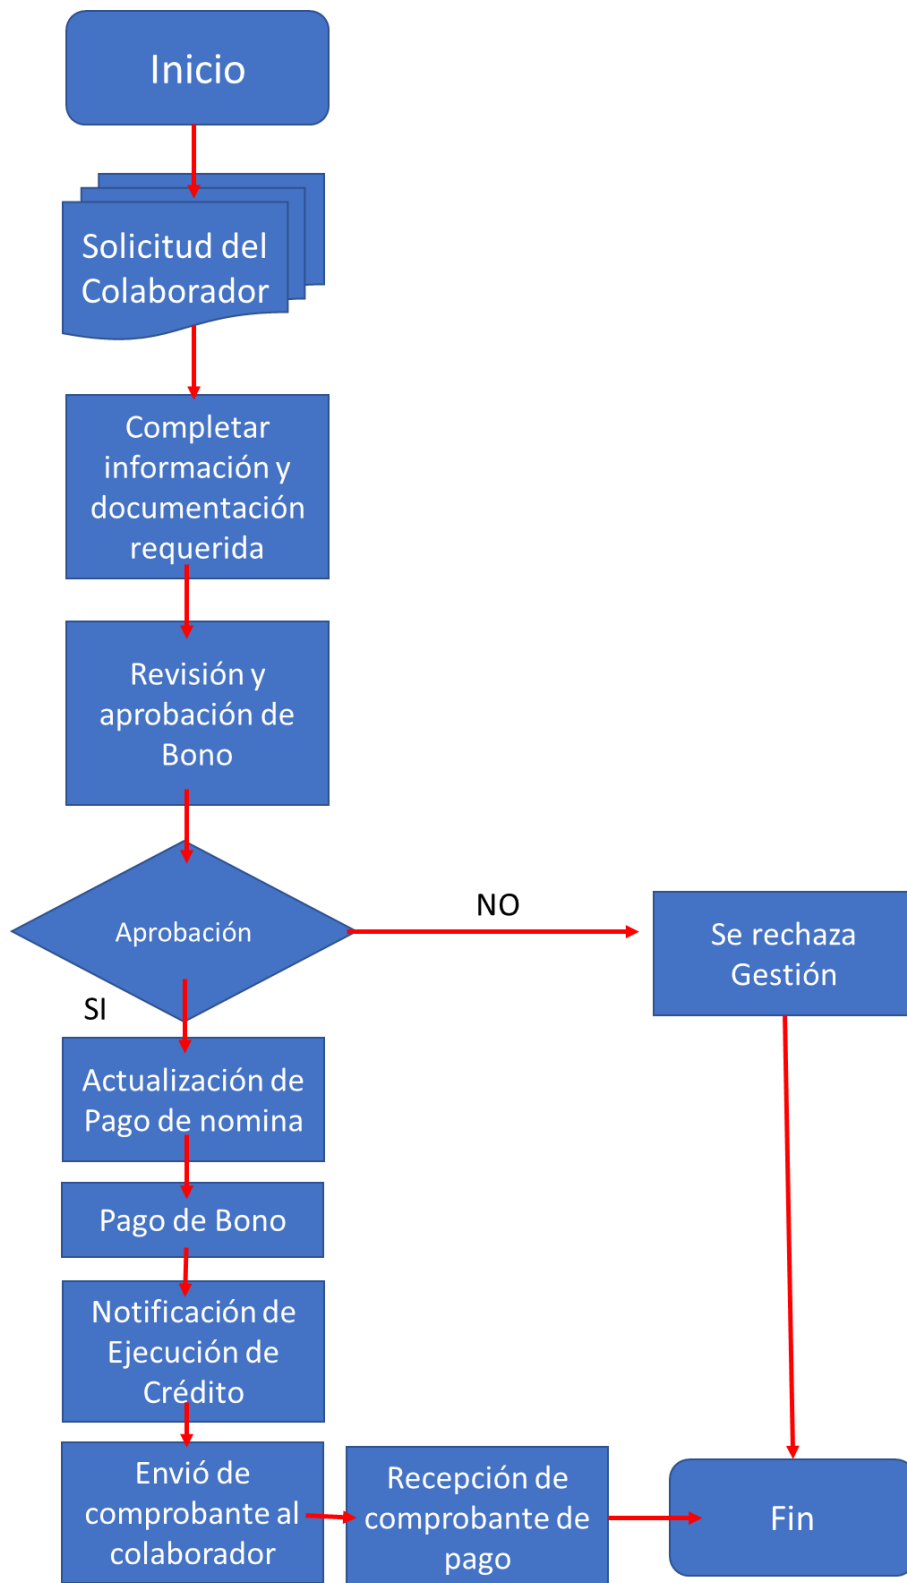 Inicio
Solicitud del
Colaborador
Completar
información y
documentación
requerida
Revisión y
aprobación de
Bono
Aprobación
NO
Se rechaza
Gestión
SI
Actualización de
Pago de nomina
Pago de Bono
Notificación de
Ejecución de
Crédito
Envió de
comprobante al
colaborador
Recepción de
comprobante de
pago
Fin